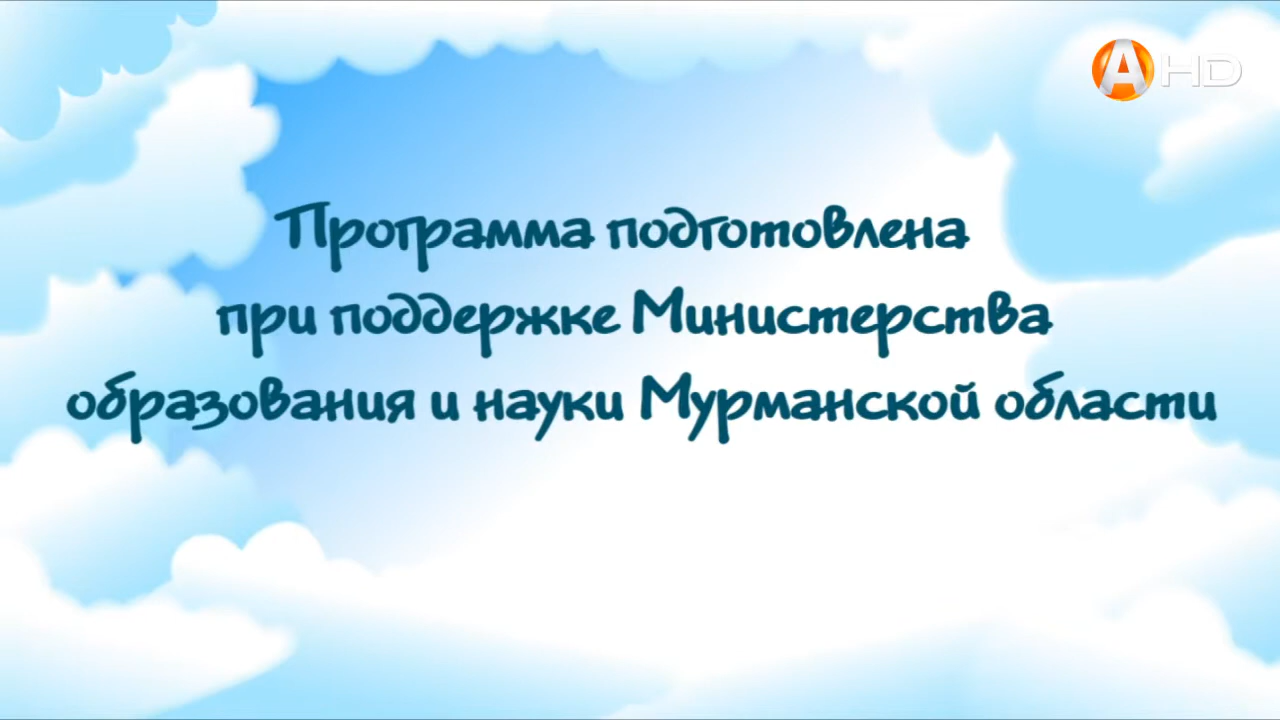 А HD
Программа подготовлена
при поддержке Министерства
образования и науки Мурманской области